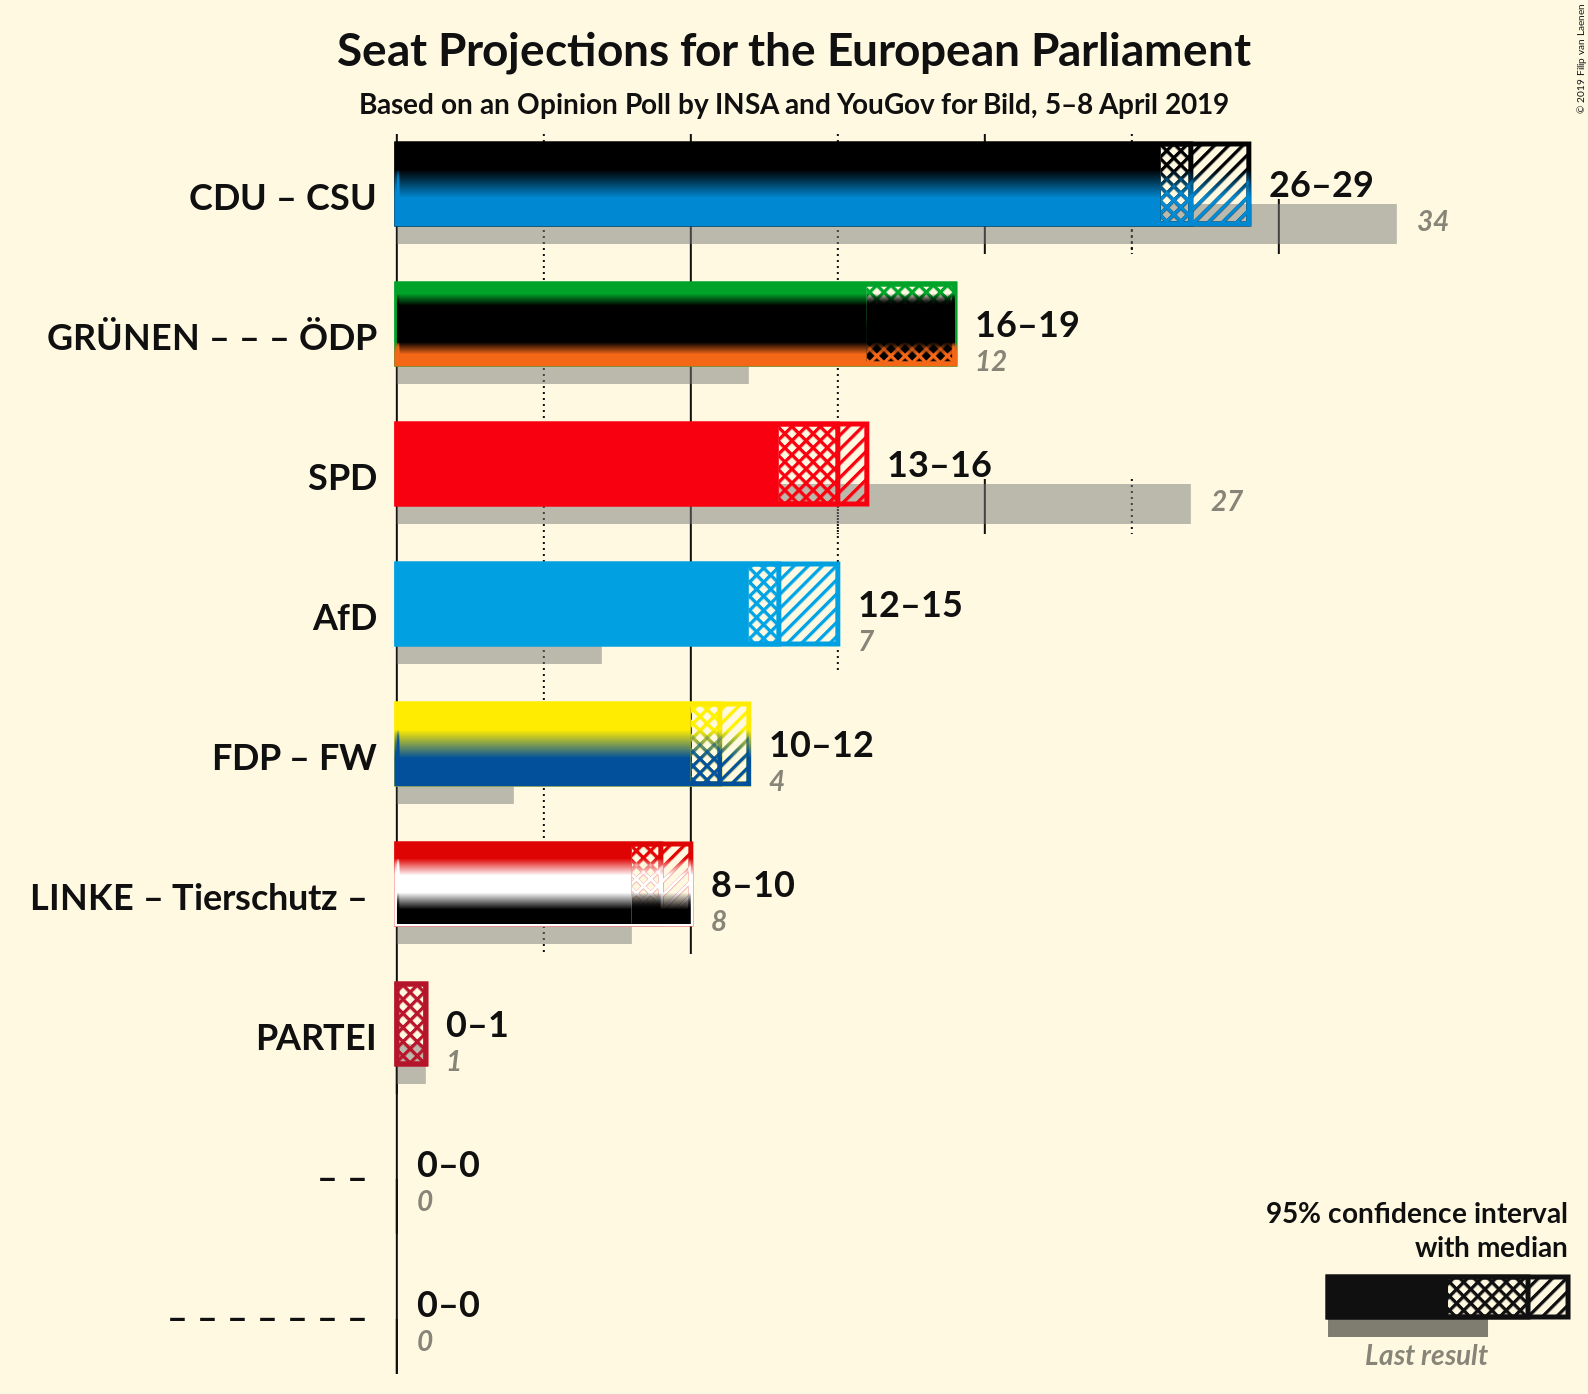 Seat Projections for the European Parliament
Based on an Opinion Poll by INSA and YouGov for Bild, 5–8 April 2019
© 2019 Filip van Laenen
CDU – CSU
26–29
34
GRÜNEN – – – ÖDP
16–19
12
SPD
13–16
27
AfD
12–15
7
FDP – FW
10–12
4
LINKE – Tierschutz –
8–10
8
PARTEI
0–1
1
– –
0–0
0
– – – – – – –
0–0
0
95% confidence interval
with median
Last result